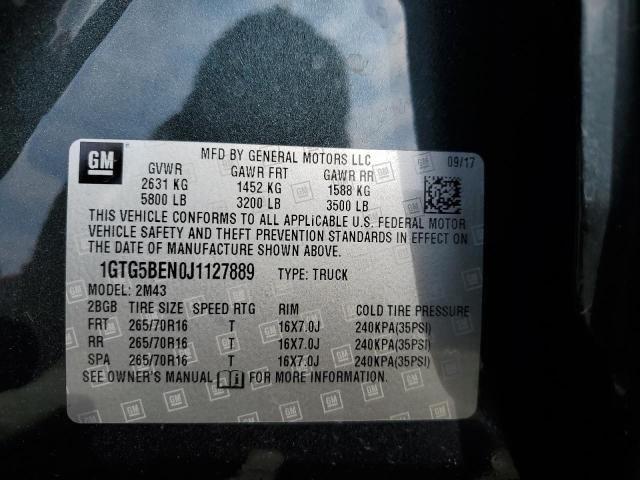 GM
MFD BY GENERAL MOTORS LLC 09/17
GVWR GAWR FRT GAWR RR
2631 KG 1452 KG 1588 KG
5800 LB 3200 LB 3500 LB
THIS VEHICLE CONFORMS TO ALL APPLICABLE U.S. FEDERAL MOTOR
VEHICLE SAFETY AND THEFT PREVENTION STANDARDS IN EFFECT ON
THE DATE OF MANUFACTURE SHOWN ABOVE.
1GTG5BEN0J1127889 TYPE: TRUCK
MODEL: 2M43
2BGB TIRE SIZE SPEED RTG RIM COLD TIRE PRESSURE
FRT 265/70R16 T 16X7.0J 240KPA(35PSI)
RR 265/70R16 T 16X7.0J 240KPA(35PSI)
SPA 265/70R16 T 16X7.0J 240KPA(35PSI)
SEE OWNER'S MANUAL FOR MORE INFORMATION.